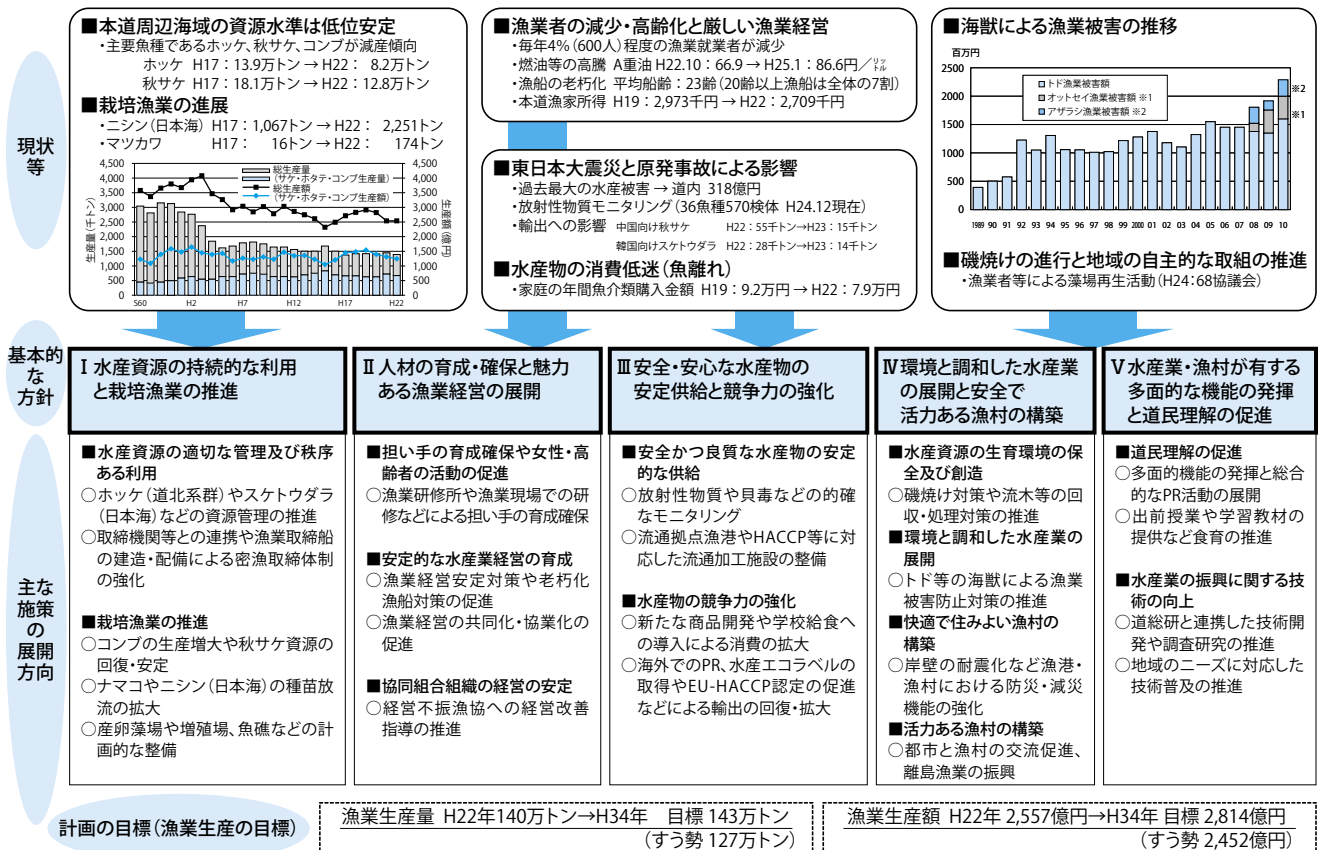 ■本道周辺海域の資源水準は低位安定
・主要魚種であるホッケ、秋サケ、コンブが減産傾向
ホッケ H17：13.9万トン→H22： 8.2万トン
秋サケ H17：18.1万トン→H22：12.8万トン
■栽培漁業の進展
・ニシン（日本海） H17：1,067トン→H22： 2,251トン
・マツカワ H17： 16トン→H22： 174トン
4,500
4,000
3,500
3,000
2,500
2,000
1,500
1,000
500
0
生産量（千トン）
総生産量
（サケ・ホタテ・コンブ生産量）
総生産額
（サケ・ホタテ・コンブ生産額）
4,500
4,000
3,500
3,000
2,500
2,000
1,500
1,000
500
0
生産額（億円）
S60 H2 H7 H12 H17 H22
■漁業者の減少・高齢化と厳しい漁業経営
・毎年4％（600人）程度の漁業就業者が減少
・燃油等の高騰 A重油 H22.10：66.9→H25.1：86.6円／リットル
・漁船の老朽化 平均船齢：23齢（20齢以上漁船は全体の7割）
・本道漁家所得 H19：2,973千円→H22：2,709千円
■東日本大震災と原発事故による影響
・過去最大の水産被害→道内 318億円
・放射性物質モニタリング（36魚種570検体 H24.12現在）
・輸出への影響 中国向け秋サケ H22：55千トン→H23：15千トン
韓国向けスケトウダラ H22：28千トン→H23：14千トン
■水産物の消費低迷（魚離れ）
・家庭の年間魚介類購入金額 H19：9.2万円→H22：7.9万円
■海獣による漁業被害の推移
百万円
2500
2000
1500
1000
500
0
トド漁業被害額
オットセイ漁業被害額 ※1
アザラシ漁業被害額 ※2
※2
※1
1989 90 91 92 93 94 95 96 97 98 99 2000 01 02 03 04 05 06 07 08 09 10
■磯焼けの進行と地域の自主的な取組の推進
・漁業者等による藻場再生活動（H24：68協議会）
現状
等
基本的
な
方針
Ⅰ 水産資源の持続的な利用
と栽培漁業の推進
Ⅱ 人材の育成・確保と魅力
ある漁業経営の展開
Ⅲ 安全・安心な水産物の
安定供給と競争力の強化
Ⅳ 環境と調和した水産業
の展開と安全で
活力ある漁村の構築
Ⅴ 水産業・漁村が有する
多面的な機能の発揮
と道民理解の促進
主な
施策
の
展開
方向
■水産資源の適切な管理及び秩序
ある利用
○ホッケ（道北系群）やスケトウダラ
（日本海）などの資源管理の推進
○取締機関等との連携や漁業取締船
の建造・配備による密漁取締体制
の強化
■栽培漁業の推進
○コンブの生産増大や秋サケ資源の
回復・安定
○ナマコやニシン（日本海）の種苗放
流の拡大
○産卵藻場や増殖場、魚礁などの計
画的な整備
■担い手の育成確保や女性・高
齢者の活動の促進
○漁業研修所や漁業現場での研
修などによる担い手の育成確保
■安定的な水産業経営の育成
○漁業経営安定対策や老朽化
漁船対策の促進
○漁業経営の共同化・協業化の
促進
■協同組合組織の経営の安定
○経営不振漁協への経営改善
指導の推進
■安全かつ良質な水産物の安定
的な供給
○放射性物質や貝毒などの的確
なモニタリング
○流通拠点漁港やHACCP等に対
応した流通加工施設の整備
■水産物の競争力の強化
○新たな商品開発や学校給食へ
の導入による消費の拡大
○海外でのPR、水産エコラベルの
取得やEU-HACCP認定の促進
などによる輸出の回復・拡大
■水産資源の生育環境の保
全及び創造
○磯焼け対策や流木等の回
収・処理対策の推進
■環境と調和した水産業の
展開
○トド等の海獣による漁業
被害防止対策の推進
■快適で住みよい漁村の
構築
○岸壁の耐震化など漁港・
漁村における防災・減災
機能の強化
■活力ある漁村の構築
○都市と漁村の交流促進、
離島漁業の振興
■道民理解の促進
○多面的機能の発揮と総合
的なPR活動の展開
○出前授業や学習教材の
提供など食育の推進
■水産業の振興に関する技
術の向上
○道総研と連携した技術開
発や調査研究の推進
○地域のニーズに対応した
技術普及の推進
計画の目標（漁業生産の目標）
漁業生産量 H22年140万トン→H34年 目標 143万トン
（すう勢 127万トン）
漁業生産額 H22年 2,557億円→H34年 目標 2,814億円
（すう勢 2,452億円）